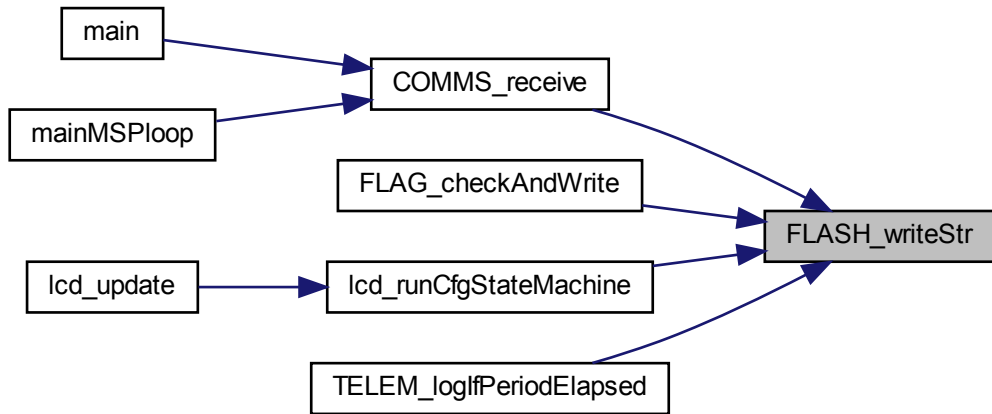 main
COMMS_receive
mainMSPloop
FLAG_checkAndWrite
FLASH_writeStr
lcd_update
lcd_runCfgStateMachine
TELEM_logIfPeriodElapsed